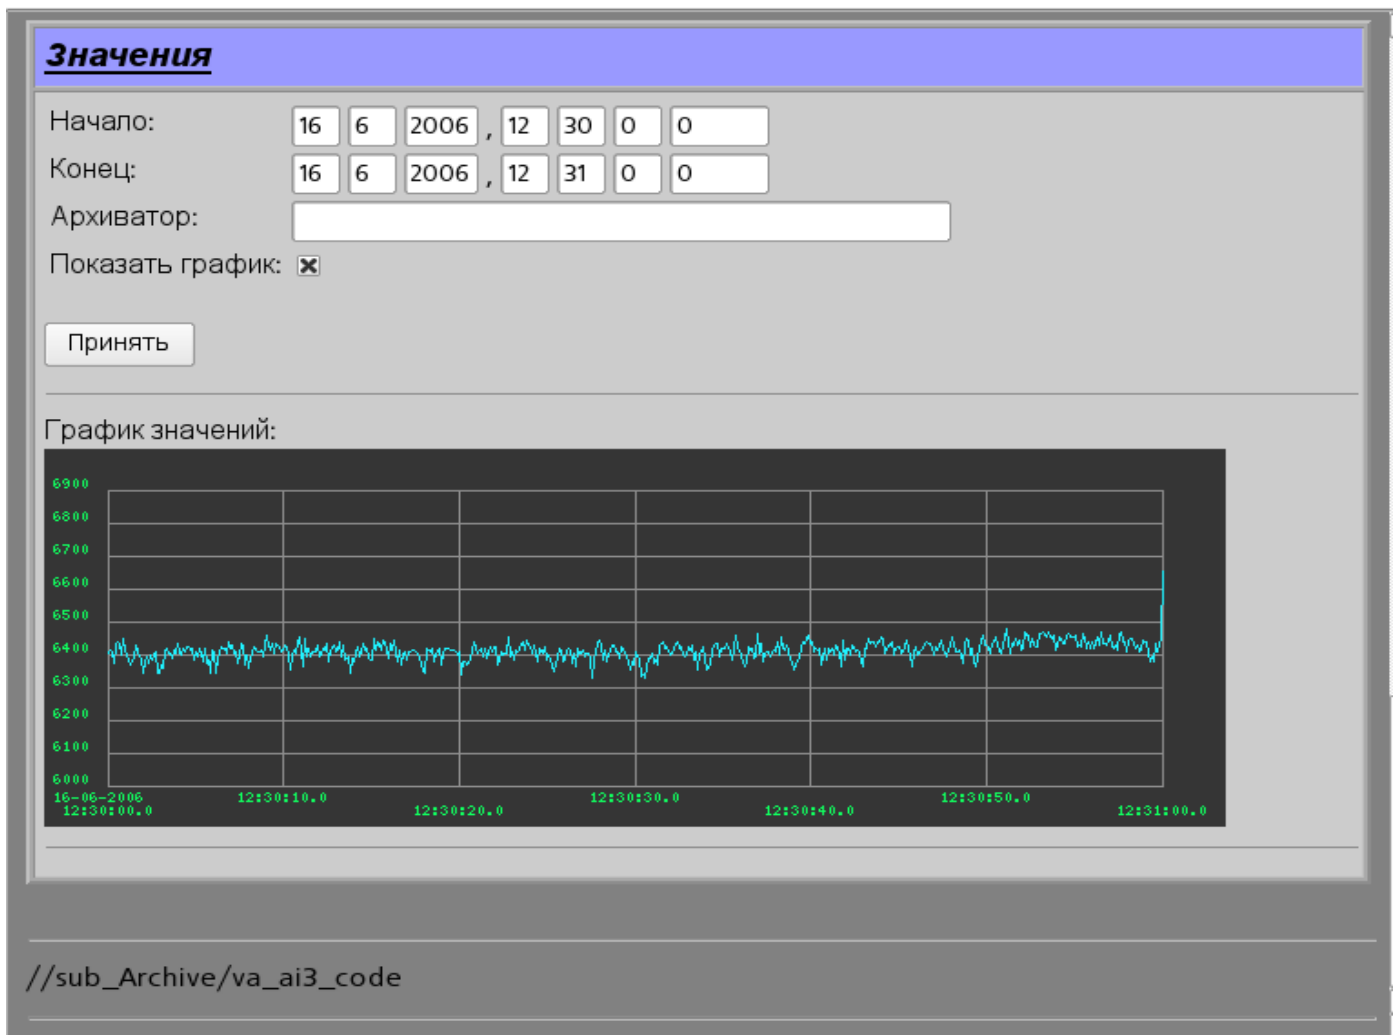 Значения
Начало: 16 6 2006 , 12 30 0 0
Конец: 16 6 2006 , 12 31 0 0
Архиватор:
Показать график:
Принять
График значений:
6900
6800
6700
6600
6500
6400
6300
6200
6100
6000
16-06-2006 12:30:10.0 12:30:30.0 12:30:50.0
12:30:00.0 12:30:20.0 12:30:40.0 12:31:00.0
//sub_Archive/va_ai3_code